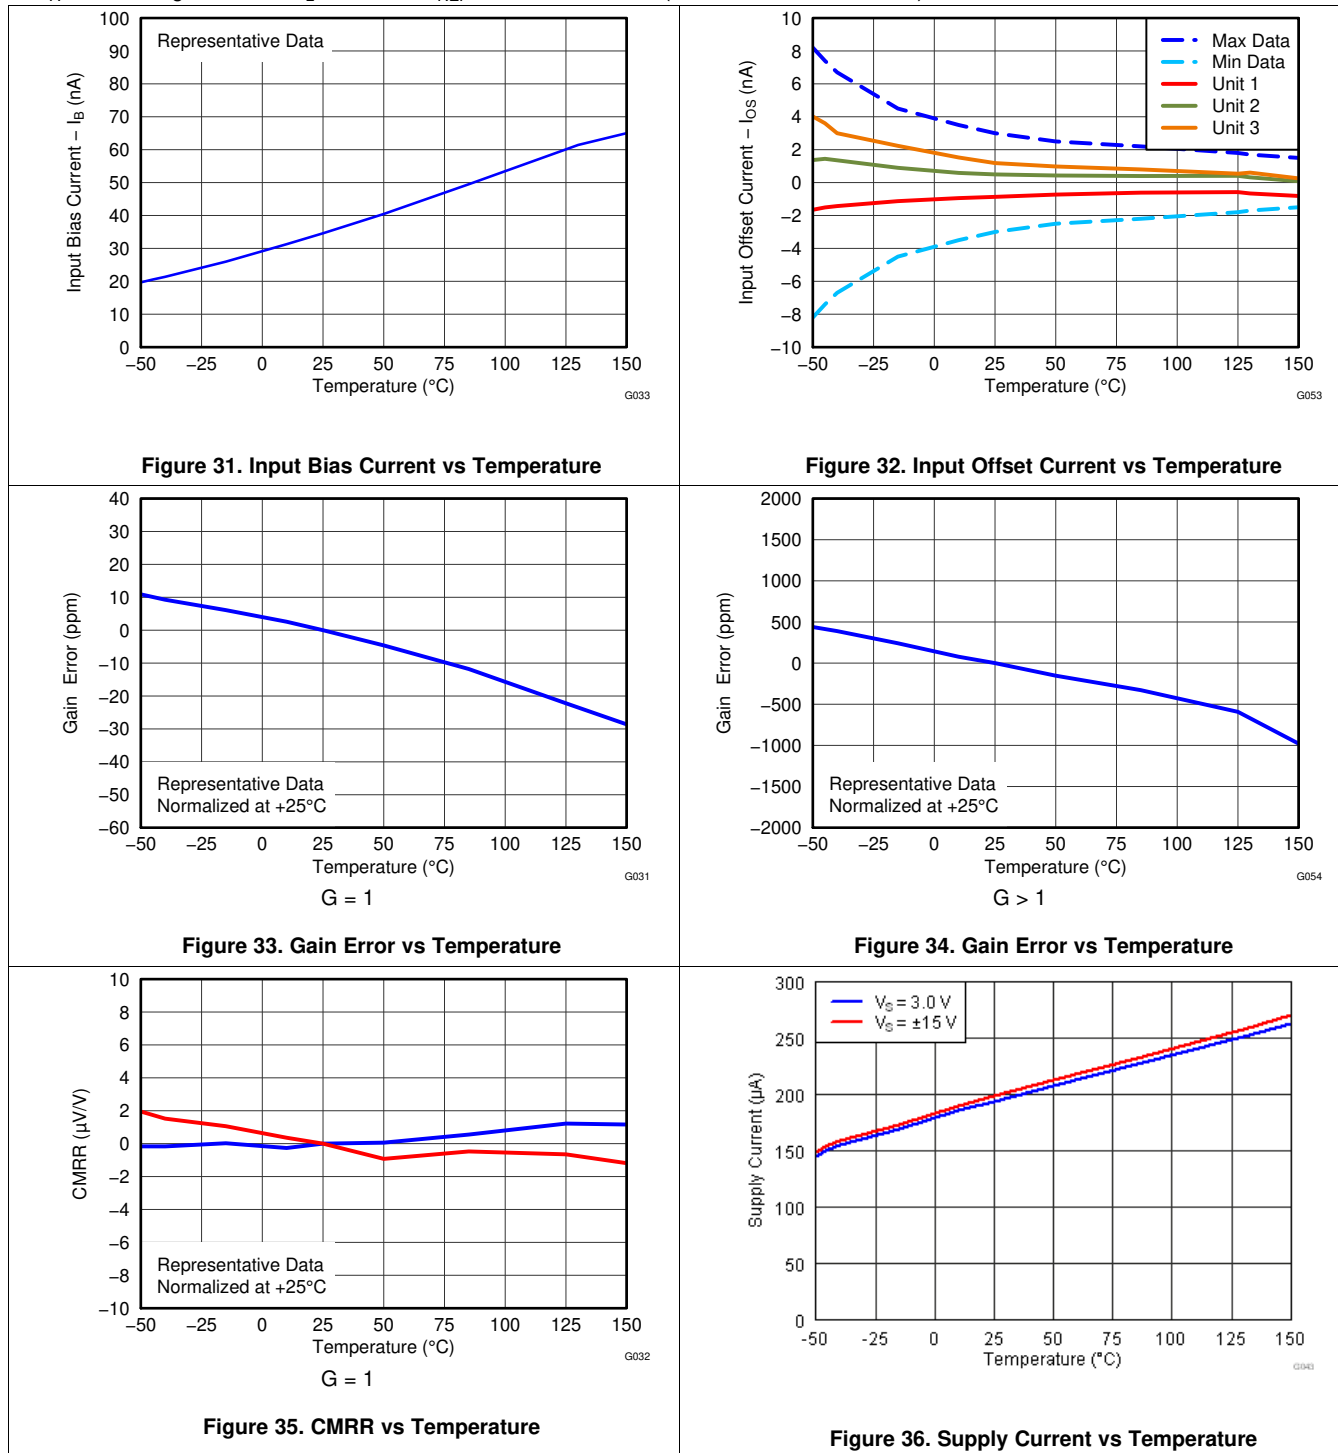 100
90
80
70
60
50
40
30
20
10
0
Representative Data
Input Bias Current – I_B (nA)
−50 −25 0 25 50 75 100 125 150
Temperature (°C)
G033
Figure 31. Input Bias Current vs Temperature
10
8
6
4
2
0
−2
−4
−6
−8
−10
Max Data
Min Data
Unit 1
Unit 2
Unit 3
Input Offset Current – I_OS (nA)
−50 −25 0 25 50 75 100 125 150
Temperature (°C)
G053
Figure 32. Input Offset Current vs Temperature
40
30
20
10
0
−10
−20
−30
−40
−50
−60
Gain Error (ppm)
Representative Data
Normalized at +25°C
−50 −25 0 25 50 75 100 125 150
Temperature (°C)
G031
G = 1
Figure 33. Gain Error vs Temperature
2000
1500
1000
500
0
−500
−1000
−1500
−2000
Gain Error (ppm)
Representative Data
Normalized at +25°C
−50 −25 0 25 50 75 100 125 150
Temperature (°C)
G054
G > 1
Figure 34. Gain Error vs Temperature
10
8
6
4
2
0
−2
−4
−6
−8
−10
CMRR (µV/V)
Representative Data
Normalized at +25°C
−50 −25 0 25 50 75 100 125 150
Temperature (°C)
G032
G = 1
Figure 35. CMRR vs Temperature
300
250
200
150
100
50
0
V_S = 3.0 V
V_S = ±15 V
Supply Current (µA)
-50 -25 0 25 50 75 100 125 150
Temperature (°C)
G043
Figure 36. Supply Current vs Temperature